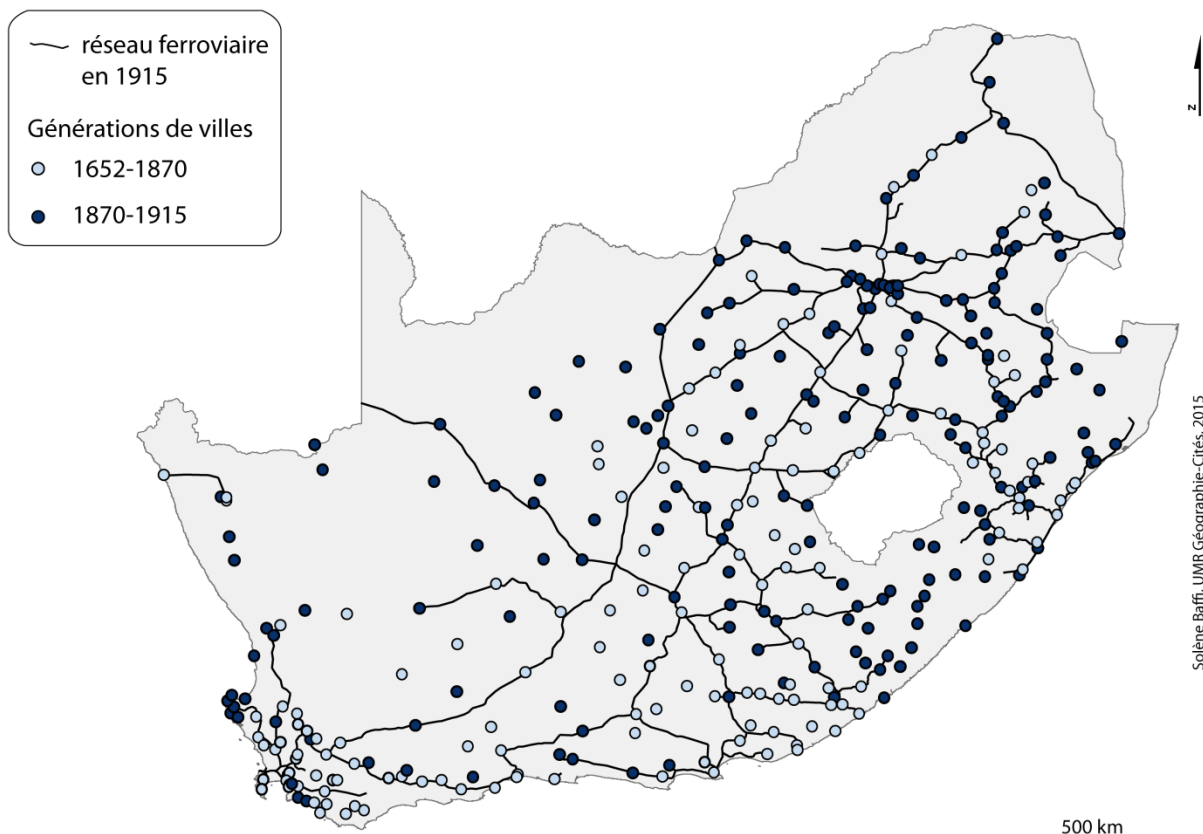 réseau ferroviaire
en 1915
Générations de villes
1652-1870
1870-1915
N
Solène Baffi, UMR Géographie-Cités, 2015
500 km